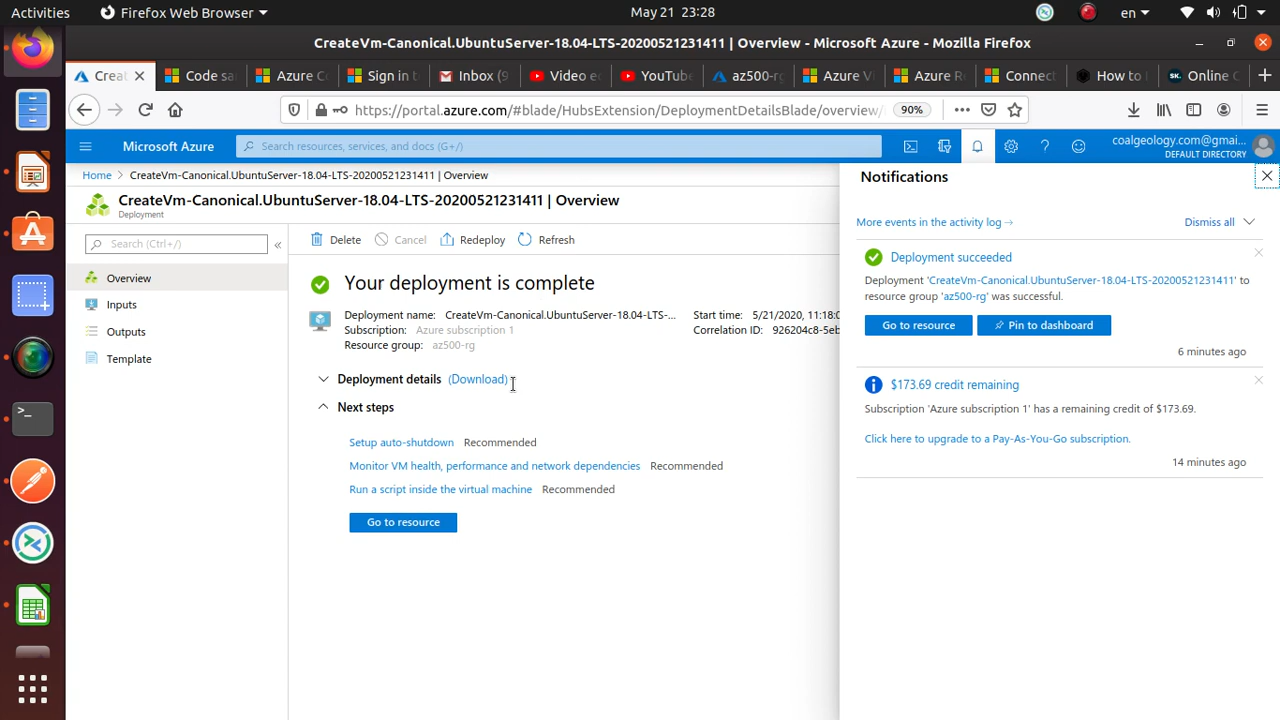 Activities
Firefox Web Browser
May 21 23:28
en
CreateVm-Canonical.UbuntuServer-18.04-LTS-20200521231411 | Overview - Microsoft Azure - Mozilla Firefox
Creat
Code sa
Azure C
Sign in t
Inbox (9
Video e
YouTube
az500-rg
Azure Vi
Azure R
Connect
How to
Online C
https://portal.azure.com/#blade/HubsExtension/DeploymentDetailsBlade/overview/
90%
Microsoft Azure
Search resources, services, and docs (G+/)
coalgeology.com@gmai...
DEFAULT DIRECTORY
Home > CreateVm-Canonical.UbuntuServer-18.04-LTS-20200521231411 | Overview
CreateVm-Canonical.UbuntuServer-18.04-LTS-20200521231411 | Overview
Deployment
Search (Ctrl+/)
Overview
Inputs
Outputs
Template
Delete
Cancel
Redeploy
Refresh
Your deployment is complete
Deployment name: CreateVm-Canonical.UbuntuServer-18.04-LTS-...
Subscription: Azure subscription 1
Resource group: az500-rg
Start time: 5/21/2020, 11:18:0
Correlation ID: 926204c8-5eb
Deployment details (Download)
Next steps
Setup auto-shutdown Recommended
Monitor VM health, performance and network dependencies Recommended
Run a script inside the virtual machine Recommended
Go to resource
Notifications
More events in the activity log →
Dismiss all
Deployment succeeded
Deployment 'CreateVm-Canonical.UbuntuServer-18.04-LTS-20200521231411' to
resource group 'az500-rg' was successful.
Go to resource
Pin to dashboard
6 minutes ago
$173.69 credit remaining
Subscription 'Azure subscription 1' has a remaining credit of $173.69.
Click here to upgrade to a Pay-As-You-Go subscription.
14 minutes ago